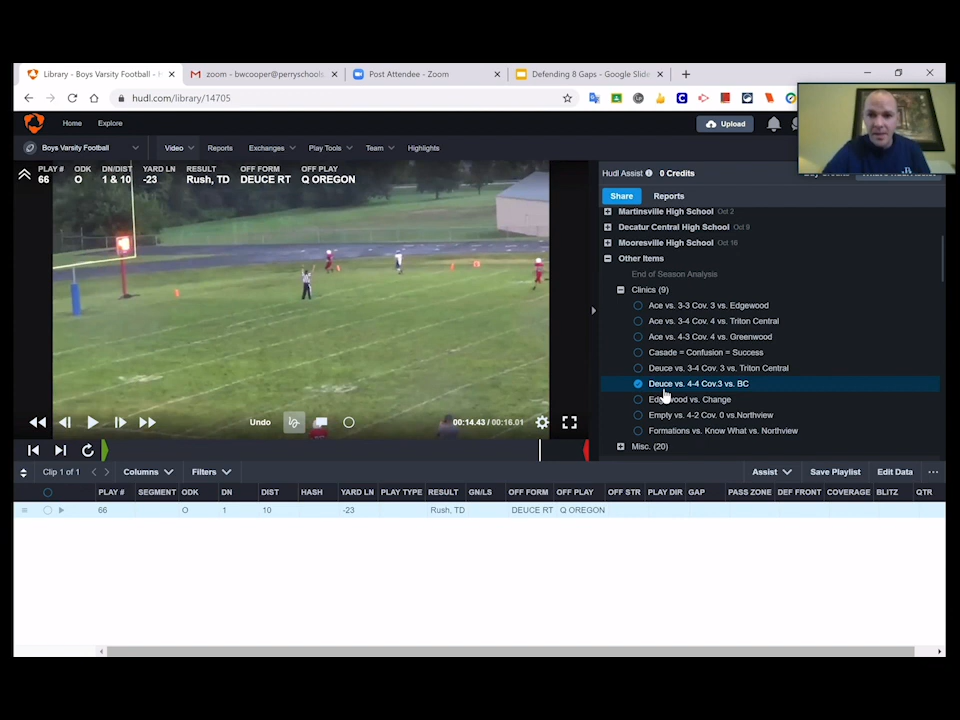 Library - Boys Varsity Football - H
zoom - bwcooper@perryschools
Post Attendee - Zoom
Defending 8 Gaps - Google Slide
hudl.com/library/14705
Home Explore Upload
Boys Varsity Football Video Reports Exchanges Play Tools Team Highlights
PLAY # ODK DN/DIST YARD LN RESULT OFF FORM OFF PLAY
66 O 1 & 10 -23 Rush, TD DEUCE RT Q OREGON
Hudl Assist 0 Credits
Share Reports
Martinsville High School Oct 2
Decatur Central High School Oct 9
Mooresville High School Oct 16
Other Items
End of Season Analysis
Clinics (9)
Ace vs. 3-3 Cov. 3 vs. Edgewood
Ace vs. 3-4 Cov. 4 vs. Triton Central
Ace vs. 4-3 Cov. 4 vs. Greenwood
Casade = Confusion = Success
Deuce vs. 3-4 Cov. 3 vs. Triton Central
Deuce vs. 4-4 Cov.3 vs. BC
Edgewood vs. Change
Empty vs. 4-2 Cov. 0 vs.Northview
Formations vs. Know What vs. Northview
Misc. (20)
Undo 00:14.43 / 00:16.01
Clip 1 of 1 Columns Filters Assist Save Playlist Edit Data
PLAY # SEGMENT ODK DN DIST HASH YARD LN PLAY TYPE RESULT GN/LS OFF FORM OFF PLAY OFF STR PLAY DIR GAP PASS ZONE DEF FRONT COVERAGE BLITZ QTR
66 O 1 10 -23 Rush, TD DEUCE RT Q OREGON